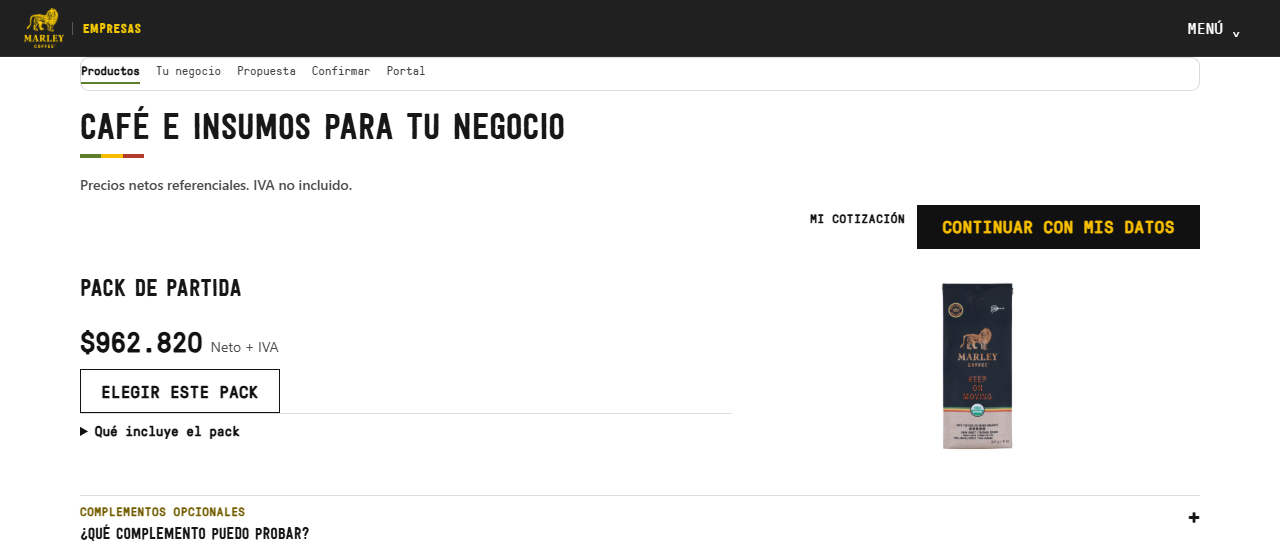 MARLEY
COFFEE
EMPRESAS
MENÚ
Productos Tu negocio Propuesta Confirmar Portal
CAFÉ E INSUMOS PARA TU NEGOCIO
Precios netos referenciales. IVA no incluido.
MI COTIZACIÓN
CONTINUAR CON MIS DATOS
PACK DE PARTIDA
$962.820 Neto + IVA
ELEGIR ESTE PACK
Qué incluye el pack
MARLEY
COFFEE
KEEP
ON
MOVING
COMPLEMENTOS OPCIONALES
¿QUÉ COMPLEMENTO PUEDO PROBAR?
+